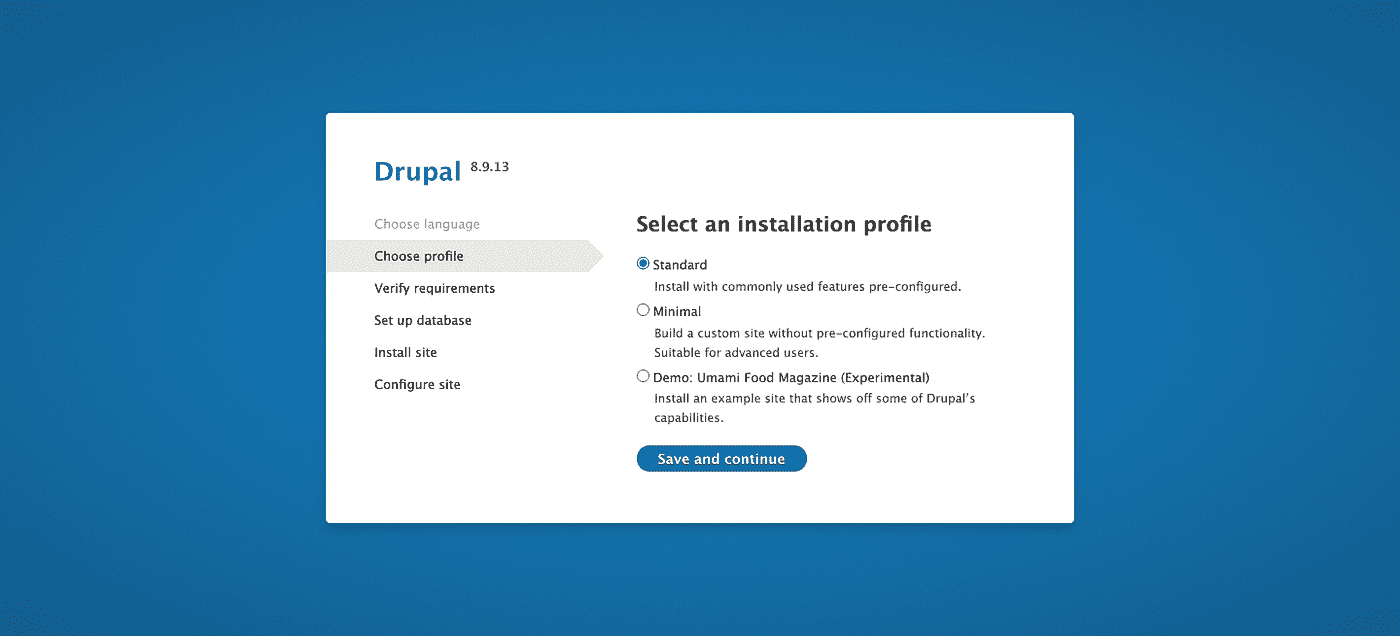 Drupal 8.9.13
Choose language
Choose profile
Verify requirements
Set up database
Install site
Configure site
Select an installation profile
Standard
Install with commonly used features pre-configured.
Minimal
Build a custom site without pre-configured functionality.
Suitable for advanced users.
Demo: Umami Food Magazine (Experimental)
Install an example site that shows off some of Drupal's
capabilities.
Save and continue